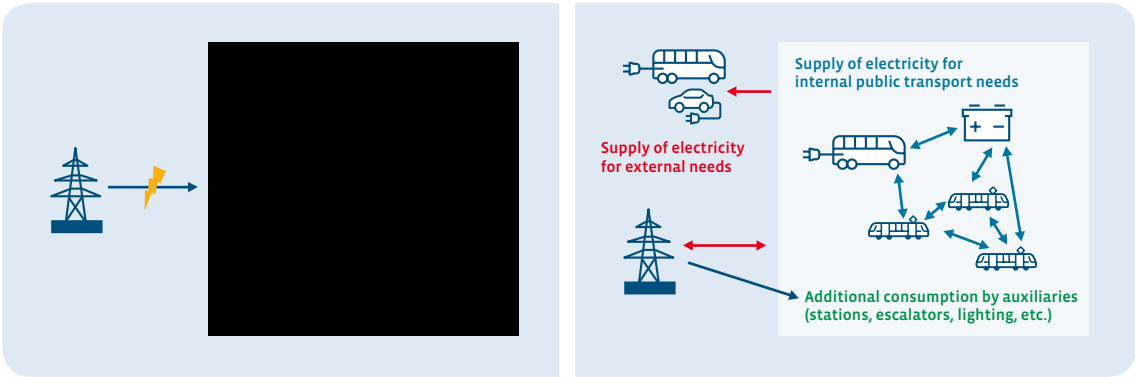 Supply of electricity for
internal public transport needs
Supply of electricity
for external needs
+ −
Additional consumption by auxiliaries
(stations, escalators, lighting, etc.)